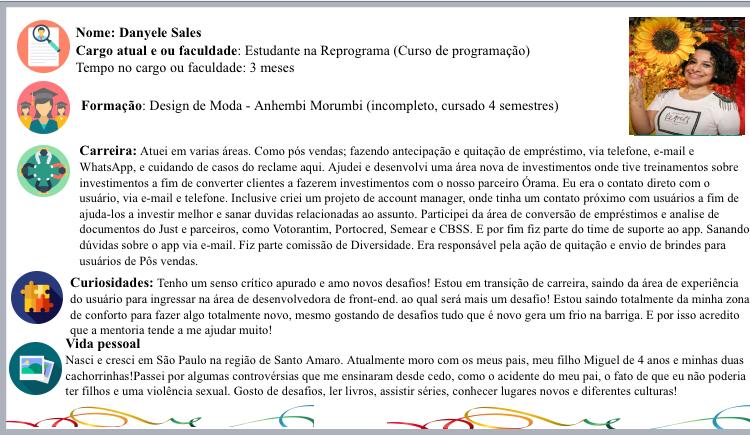 Nome: Danyele Sales
Cargo atual e ou faculdade: Estudante na Reprograma (Curso de programação)
Tempo no cargo ou faculdade: 3 meses
Formação: Design de Moda - Anhembi Morumbi (incompleto, cursado 4 semestres)
Carreira: Atuei em varias áreas. Como pós vendas; fazendo antecipação e quitação de empréstimo, via telefone, e-mail e
WhatsApp, e cuidando de casos do reclame aqui. Ajudei e desenvolvi uma área nova de investimentos onde tive treinamentos sobre
investimentos a fim de converter clientes a fazerem investimentos com o nosso parceiro Órama. Eu era o contato direto com o
usuário, via e-mail e telefone. Inclusive criei um projeto de account manager, onde tinha um contato próximo com usuários a fim de
ajuda-los a investir melhor e sanar duvidas relacionadas ao assunto. Participei da área de conversão de empréstimos e analise de
documentos do Just e parceiros, como Votorantim, Portocred, Semear e CBSS. E por fim fiz parte do time de suporte ao app. Sanando
dúvidas sobre o app via e-mail. Fiz parte comissão de Diversidade. Era responsável pela ação de quitação e envio de brindes para
usuários de Pós vendas.
Curiosidades: Tenho um senso crítico apurado e amo novos desafios! Estou em transição de carreira, saindo da área de experiência
do usuário para ingressar na área de desenvolvedora de front-end. ao qual será mais um desafio! Estou saindo totalmente da minha zona
de conforto para fazer algo totalmente novo, mesmo gostando de desafios tudo que é novo gera um frio na barriga. E por isso acredito
que a mentoria tende a me ajudar muito!
Vida pessoal
Nasci e cresci em São Paulo na região de Santo Amaro. Atualmente moro com os meus pais, meu filho Miguel de 4 anos e minhas duas
cachorrinhas!Passei por algumas controvérsias que me ensinaram desde cedo, como o acidente do meu pai, o fato de que eu não poderia
ter filhos e uma violência sexual. Gosto de desafios, ler livros, assistir séries, conhecer lugares novos e diferentes culturas!